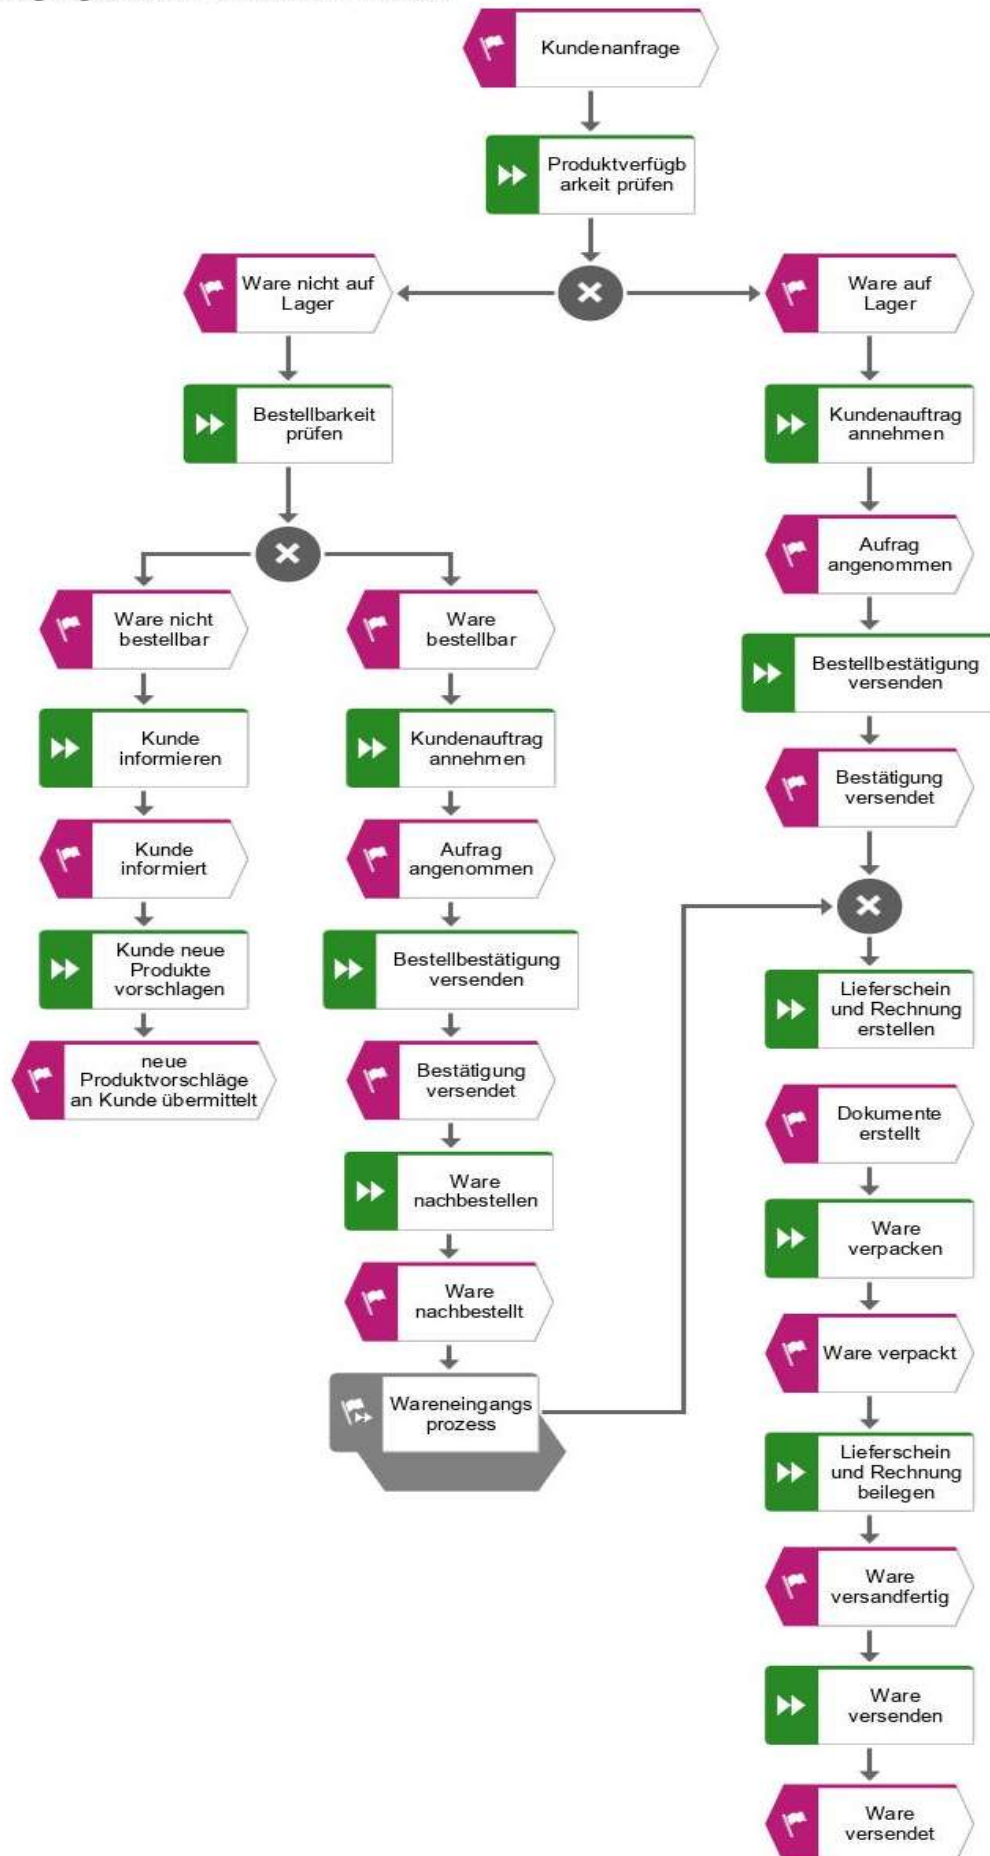 Kundenanfrage
Produktverfügb
arkeit prüfen
Ware nicht auf
Lager
Ware auf
Lager
Bestellbarkeit
prüfen
Kundenauftrag
annehmen
Aufrag
angenommen
Ware nicht
bestellbar
Ware
bestellbar
Bestellbestätigung
versenden
Kunde
informieren
Kundenauftrag
annehmen
Bestätigung
versendet
Kunde
informiert
Aufrag
angenommen
Kunde neue
Produkte
vorschlagen
Bestellbestätigung
versenden
Lieferschein
und Rechnung
erstellen
neue
Produktvorschläge
an Kunde übermittelt
Bestätigung
versendet
Dokumente
erstellt
Ware
nachbestellen
Ware
verpacken
Ware
nachbestellt
Ware verpackt
Wareneingangs
prozess
Lieferschein
und Rechnung
beilegen
Ware
versandfertig
Ware
versenden
Ware
versendet